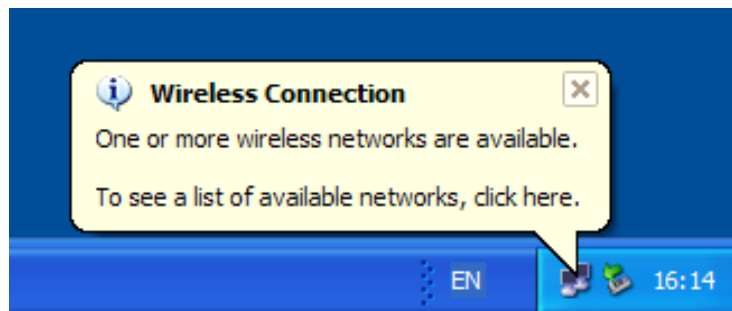 Wireless Connection
One or more wireless networks are available.
To see a list of available networks, click here.
EN
16:14